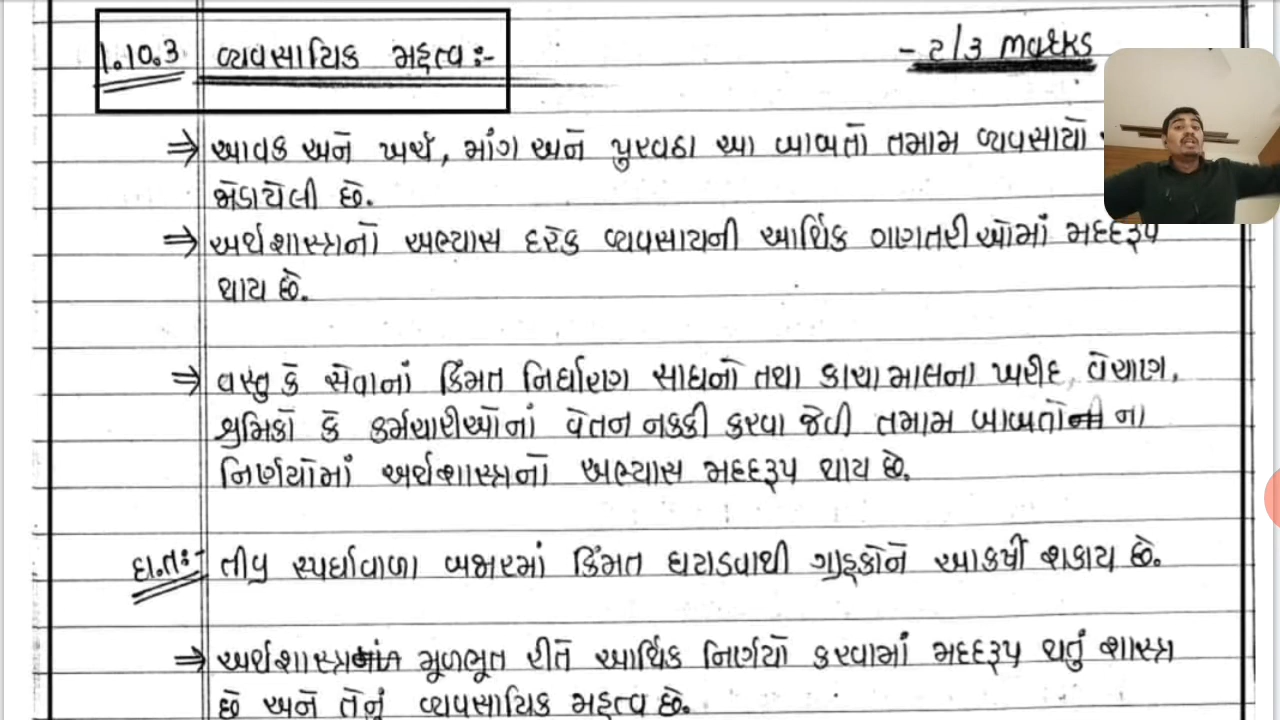 1.10.3 વ્યવસાયિક મહત્વ :-
- 2/3 Marks
⇒ આવક અને ખર્ચ, માંગ અને પુરવઠા આ બાબતો તમામ વ્યવસાયો
જોડાયેલી છે.
⇒ અર્થશાસ્ત્રનો અભ્યાસ દરેક વ્યવસાયની આર્થિક ગણતરીઓમાં મદદરૂપ
થાય છે.
⇒ વસ્તુ કે સેવાનાં કિંમત નિર્ધારણ સાધનો તથા કાચા માલના ખરીદ, વેચાણ,
શ્રમિકો કે કર્મચારીઓનાં વેતન નક્કી કરવા જેવી તમામ બાબતો ના
નિર્ણયોમાં અર્થશાસ્ત્રનો અભ્યાસ મદદરૂપ થાય છે.
દા.ત:- તીવ્ર સ્પર્ધાવાળા બજારમાં કિંમત ઘટાડવાથી ગ્રાહકોને આકર્ષી શકાય છે.
⇒ અર્થશાસ્ત્ર મૂળભૂત રીતે આર્થિક નિર્ણયો કરવામાં મદદરૂપ થતું શાસ્ત્ર
છે અને તેનું વ્યવસાયિક મહત્વ છે.